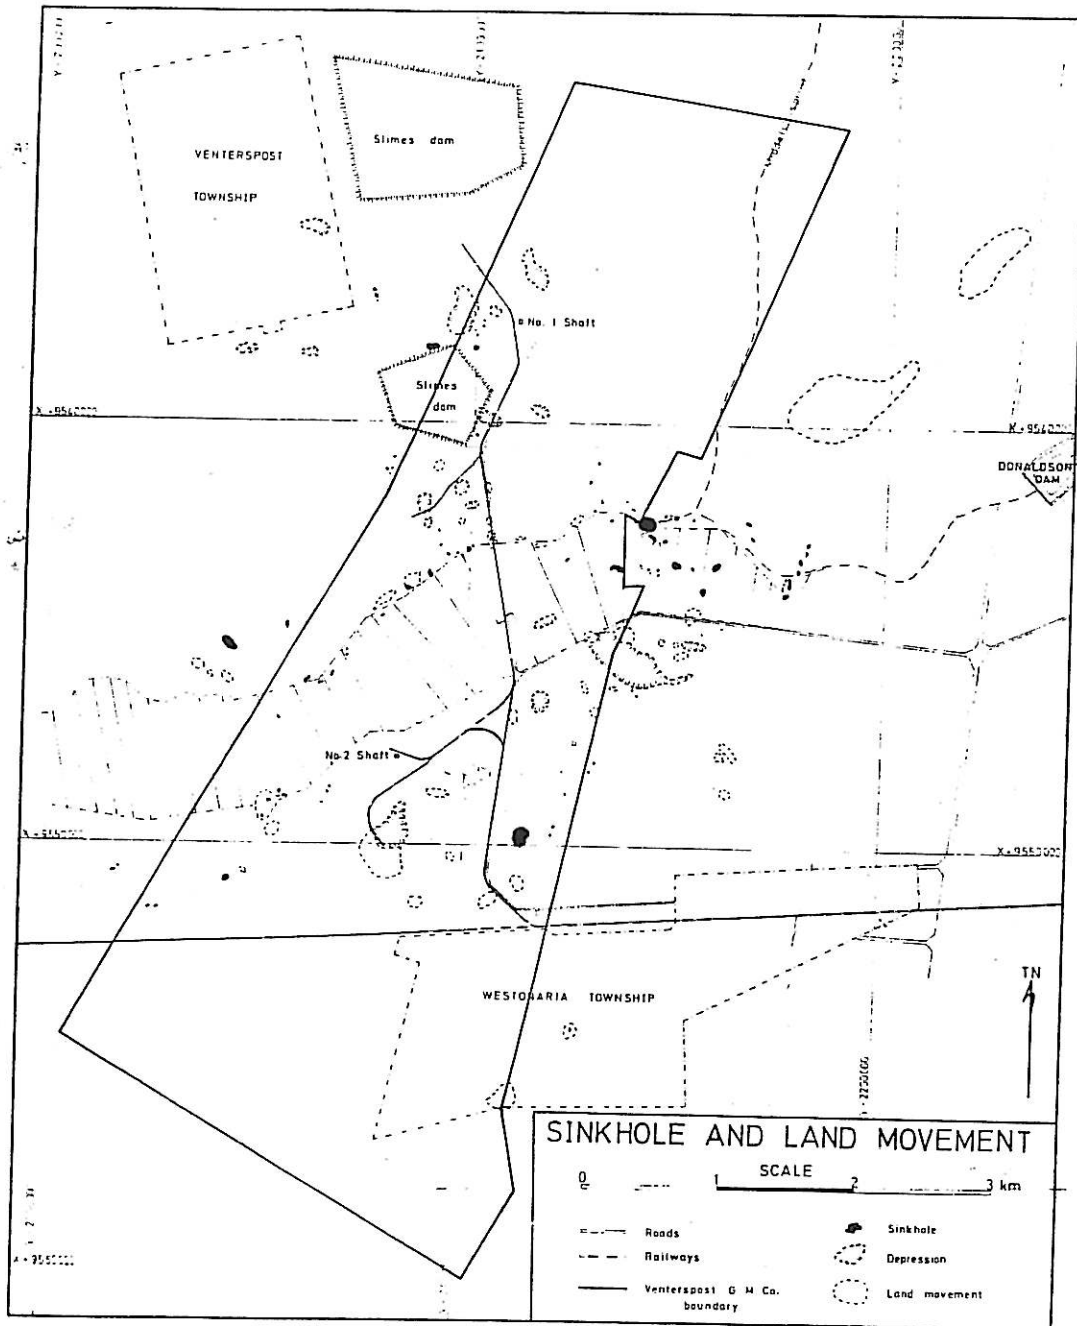 VENTERSPOST
TOWNSHIP
Slimes dam
No. 1 Shaft
Slimes
dam
X +9540000
DONALDSON
DAM
No.2 Shaft
WESTONARIA TOWNSHIP
TN
SINKHOLE AND LAND MOVEMENT
SCALE
0 1 2 3 km
Roads
Railways
Venterspost G M Co.
boundary
Sinkhole
Depression
Land movement